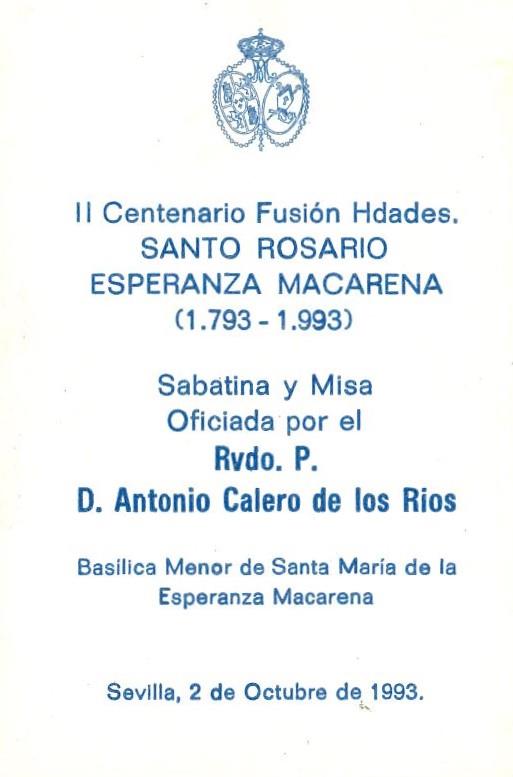 II Centenario Fusión Hdades.
SANTO ROSARIO
ESPERANZA MACARENA
(1.793 - 1.993)
Sabatina y Misa
Oficiada por el
Rvdo. P.
D. Antonio Calero de los Rios
Basílica Menor de Santa María de la
Esperanza Macarena
Sevilla, 2 de Octubre de 1993.